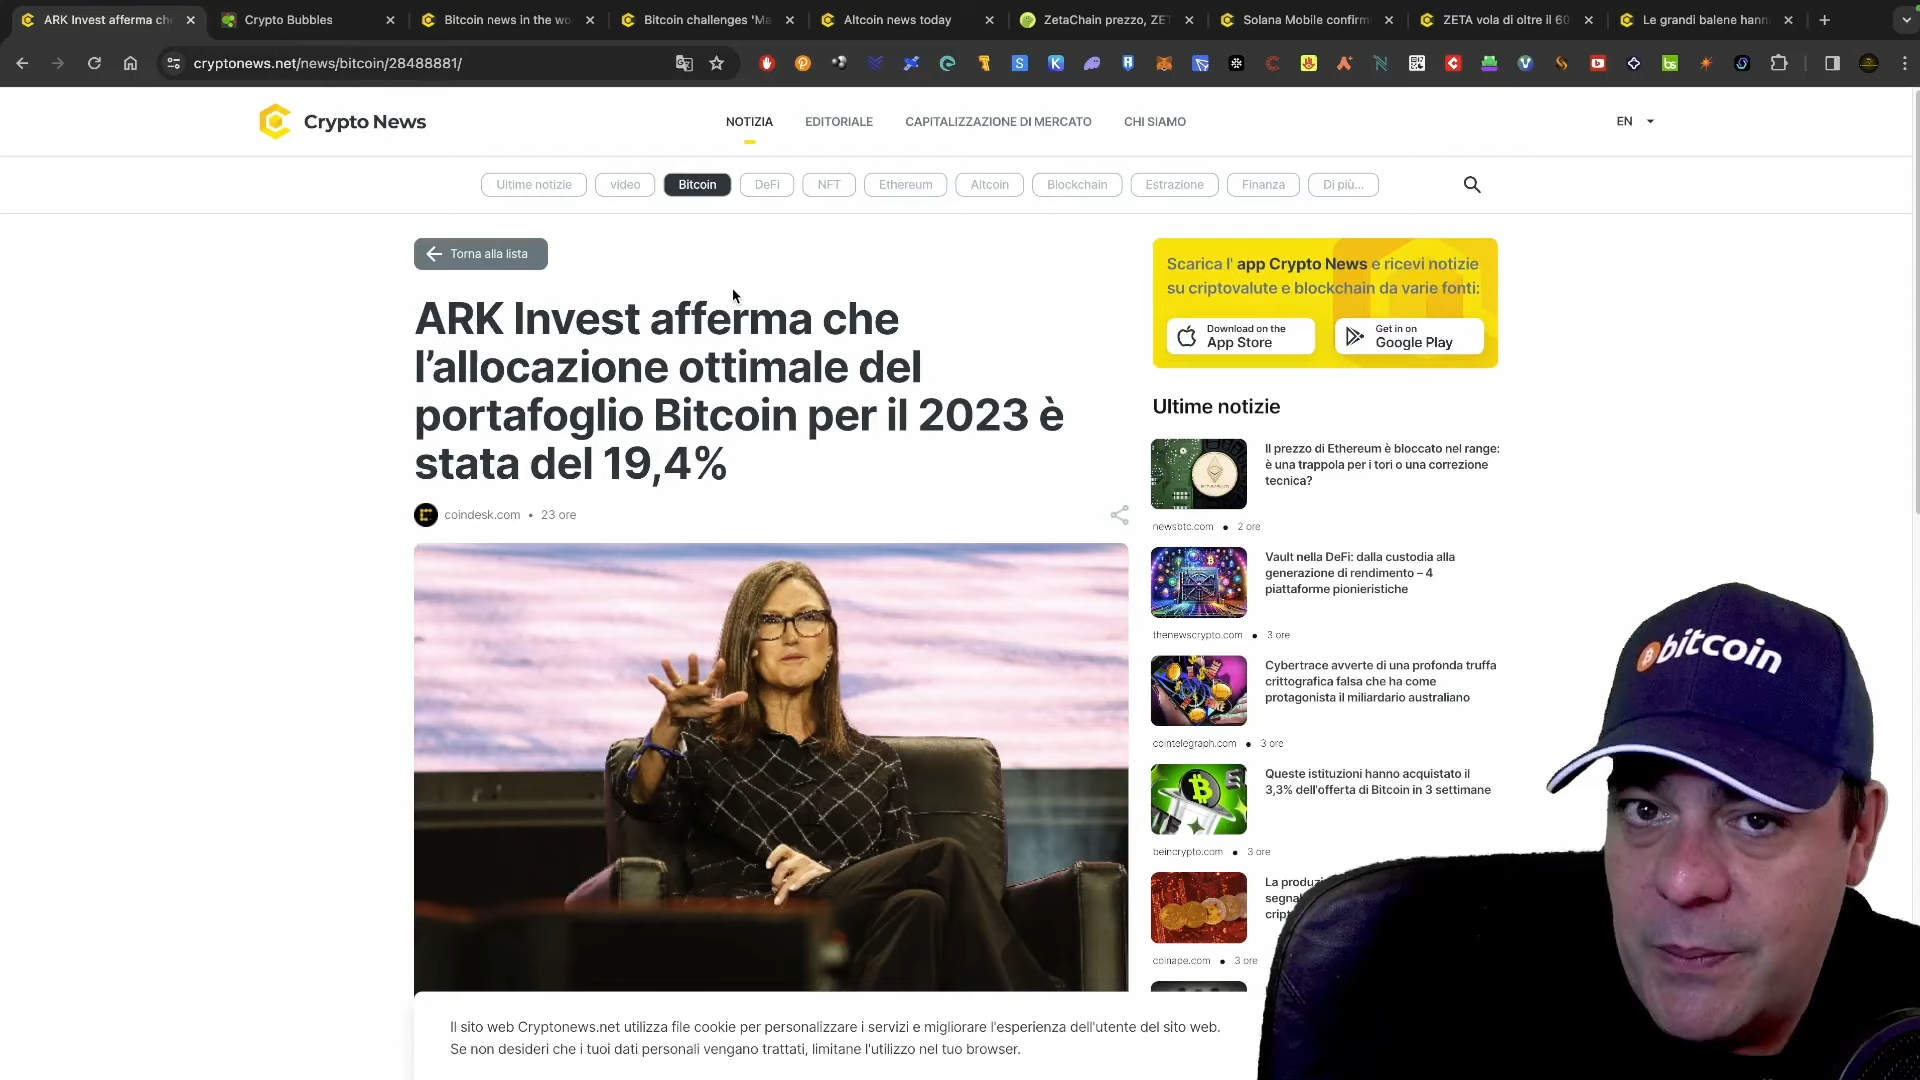 ARK Invest afferma che
Crypto Bubbles
Bitcoin news in the wo
Bitcoin challenges 'Ma
Altcoin news today
ZetaChain prezzo, ZET
Solana Mobile confirm
ZETA vola di oltre il 60
Le grandi balene hann
cryptonews.net/news/bitcoin/28488881/
Crypto News
NOTIZIA
EDITORIALE
CAPITALIZZAZIONE DI MERCATO
CHI SIAMO
EN
Ultime notizie
video
Bitcoin
DeFi
NFT
Ethereum
Altcoin
Blockchain
Estrazione
Finanza
Di più...
Torna alla lista
ARK Invest afferma che
l'allocazione ottimale del
portafoglio Bitcoin per il 2023 è
stata del 19,4%
coindesk.com • 23 ore
Scarica l' app Crypto News e ricevi notizie
su criptovalute e blockchain da varie fonti:
Download on the
App Store
Get in on
Google Play
Ultime notizie
Il prezzo di Ethereum è bloccato nel range:
è una trappola per i tori o una correzione
tecnica?
newsbtc.com • 2 ore
Vault nella DeFi: dalla custodia alla
generazione di rendimento – 4
piattaforme pionieristiche
thenewscrypto.com • 3 ore
Cybertrace avverte di una profonda truffa
crittografica falsa che ha come
protagonista il miliardario australiano
cointelegraph.com • 3 ore
Queste istituzioni hanno acquistato il
3,3% dell'offerta di Bitcoin in 3 settimane
beincrypto.com • 3 ore
La produzi
segnal
cript
coinape.com • 3 ore
Il sito web Cryptonews.net utilizza file cookie per personalizzare i servizi e migliorare l'esperienza dell'utente del sito web.
Se non desideri che i tuoi dati personali vengano trattati, limitane l'utilizzo nel tuo browser.
bitcoin